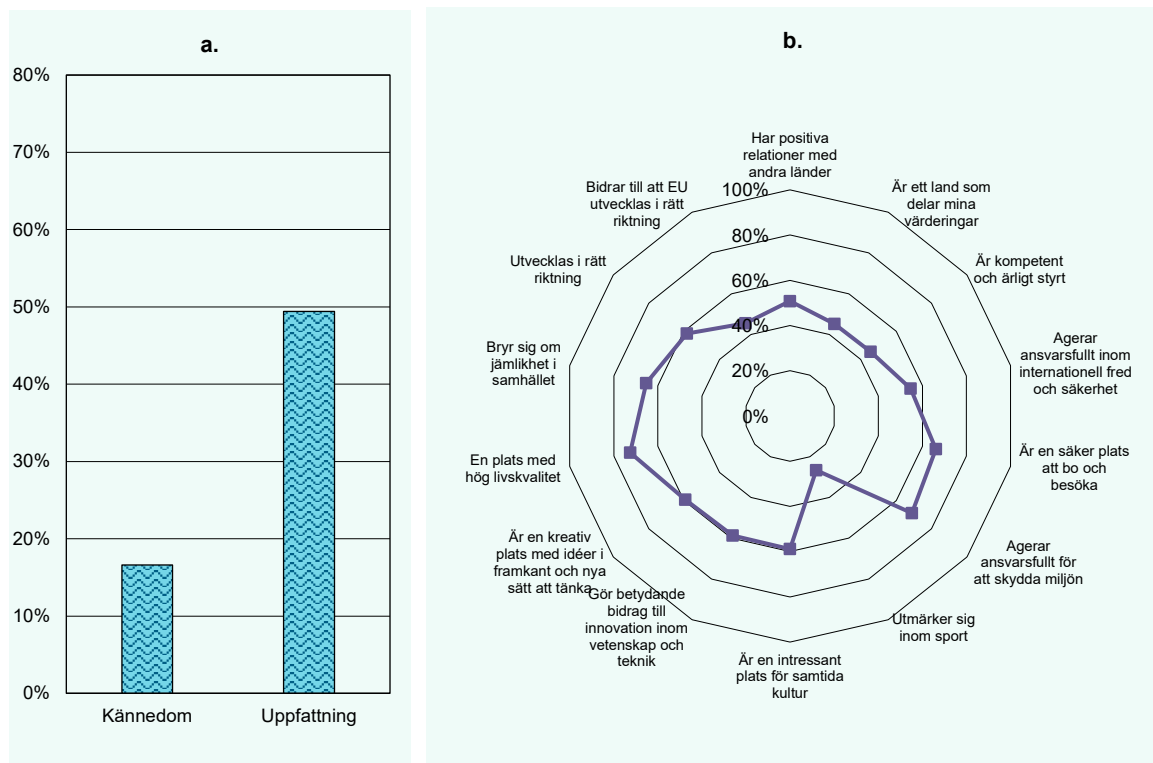 a.
80%
70%
60%
50%
40%
30%
20%
10%
0%
Kännedom
Uppfattning
b.
Har positiva
relationer med
andra länder
Är ett land som
delar mina
värderingar
Är kompetent
och ärligt styrt
Agerar
ansvarsfullt inom
internationell fred
och säkerhet
Är en säker plats
att bo och
besöka
Agerar
ansvarsfullt för
att skydda miljön
Utmärker sig
inom sport
Är en intressant
plats för samtida
kultur
Gör betydande
bidrag till
innovation inom
vetenskap och
teknik
Är en kreativ
plats med idéer i
framkant och nya
sätt att tänka
En plats med
hög livskvalitet
Bryr sig om
jämlikhet i
samhället
Utvecklas i rätt
riktning
Bidrar till att EU
utvecklas i rätt
riktning
100%
80%
60%
40%
20%
0%